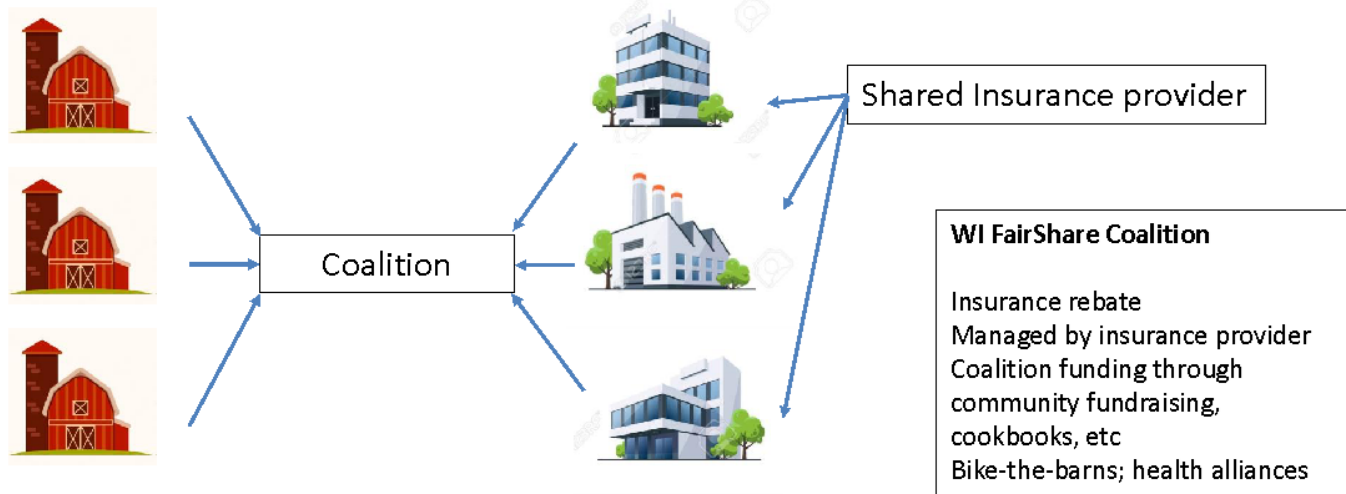 Shared Insurance provider
Coalition
WI FairShare Coalition
Insurance rebate
Managed by insurance provider
Coalition funding through
community fundraising,
cookbooks, etc
Bike-the-barns; health alliances